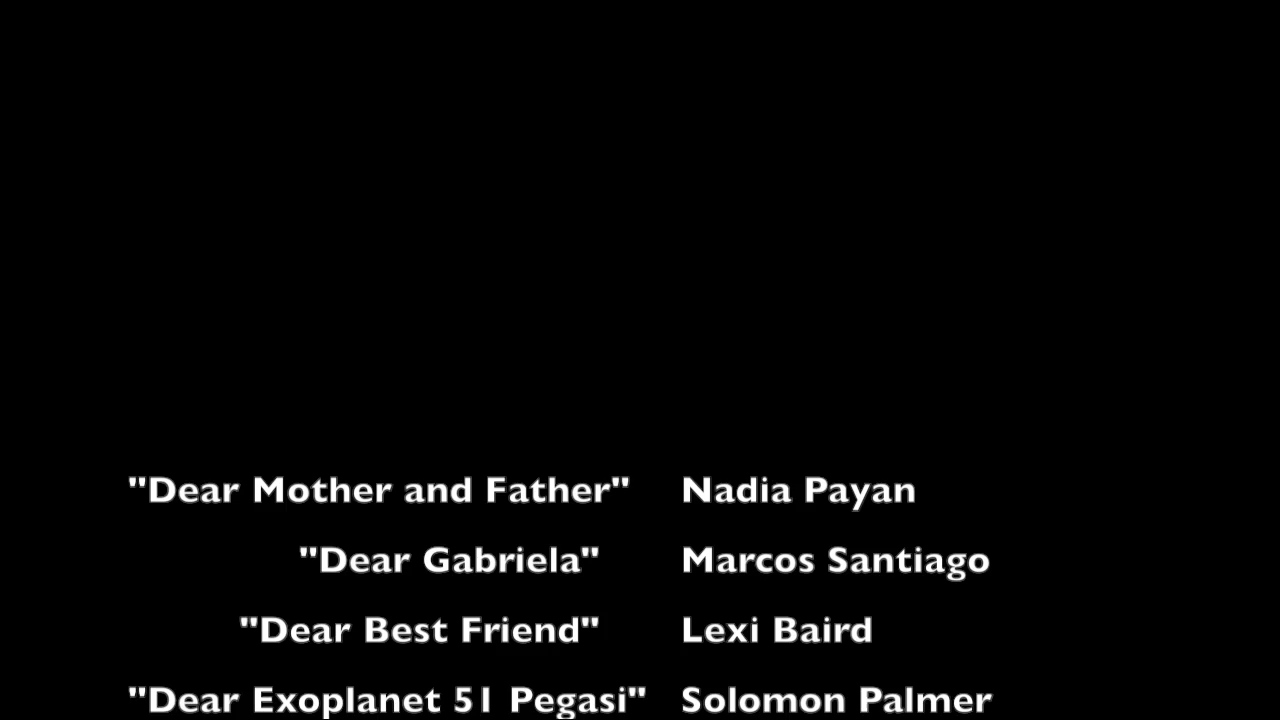 "Dear Mother and Father" Nadia Payan
"Dear Gabriela" Marcos Santiago
"Dear Best Friend" Lexi Baird
"Dear Exoplanet 51 Pegasi" Solomon Palmer